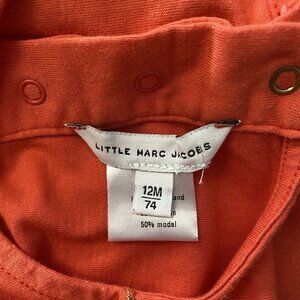 LITTLE MARC JACOBS
12M
74
and
50% modal